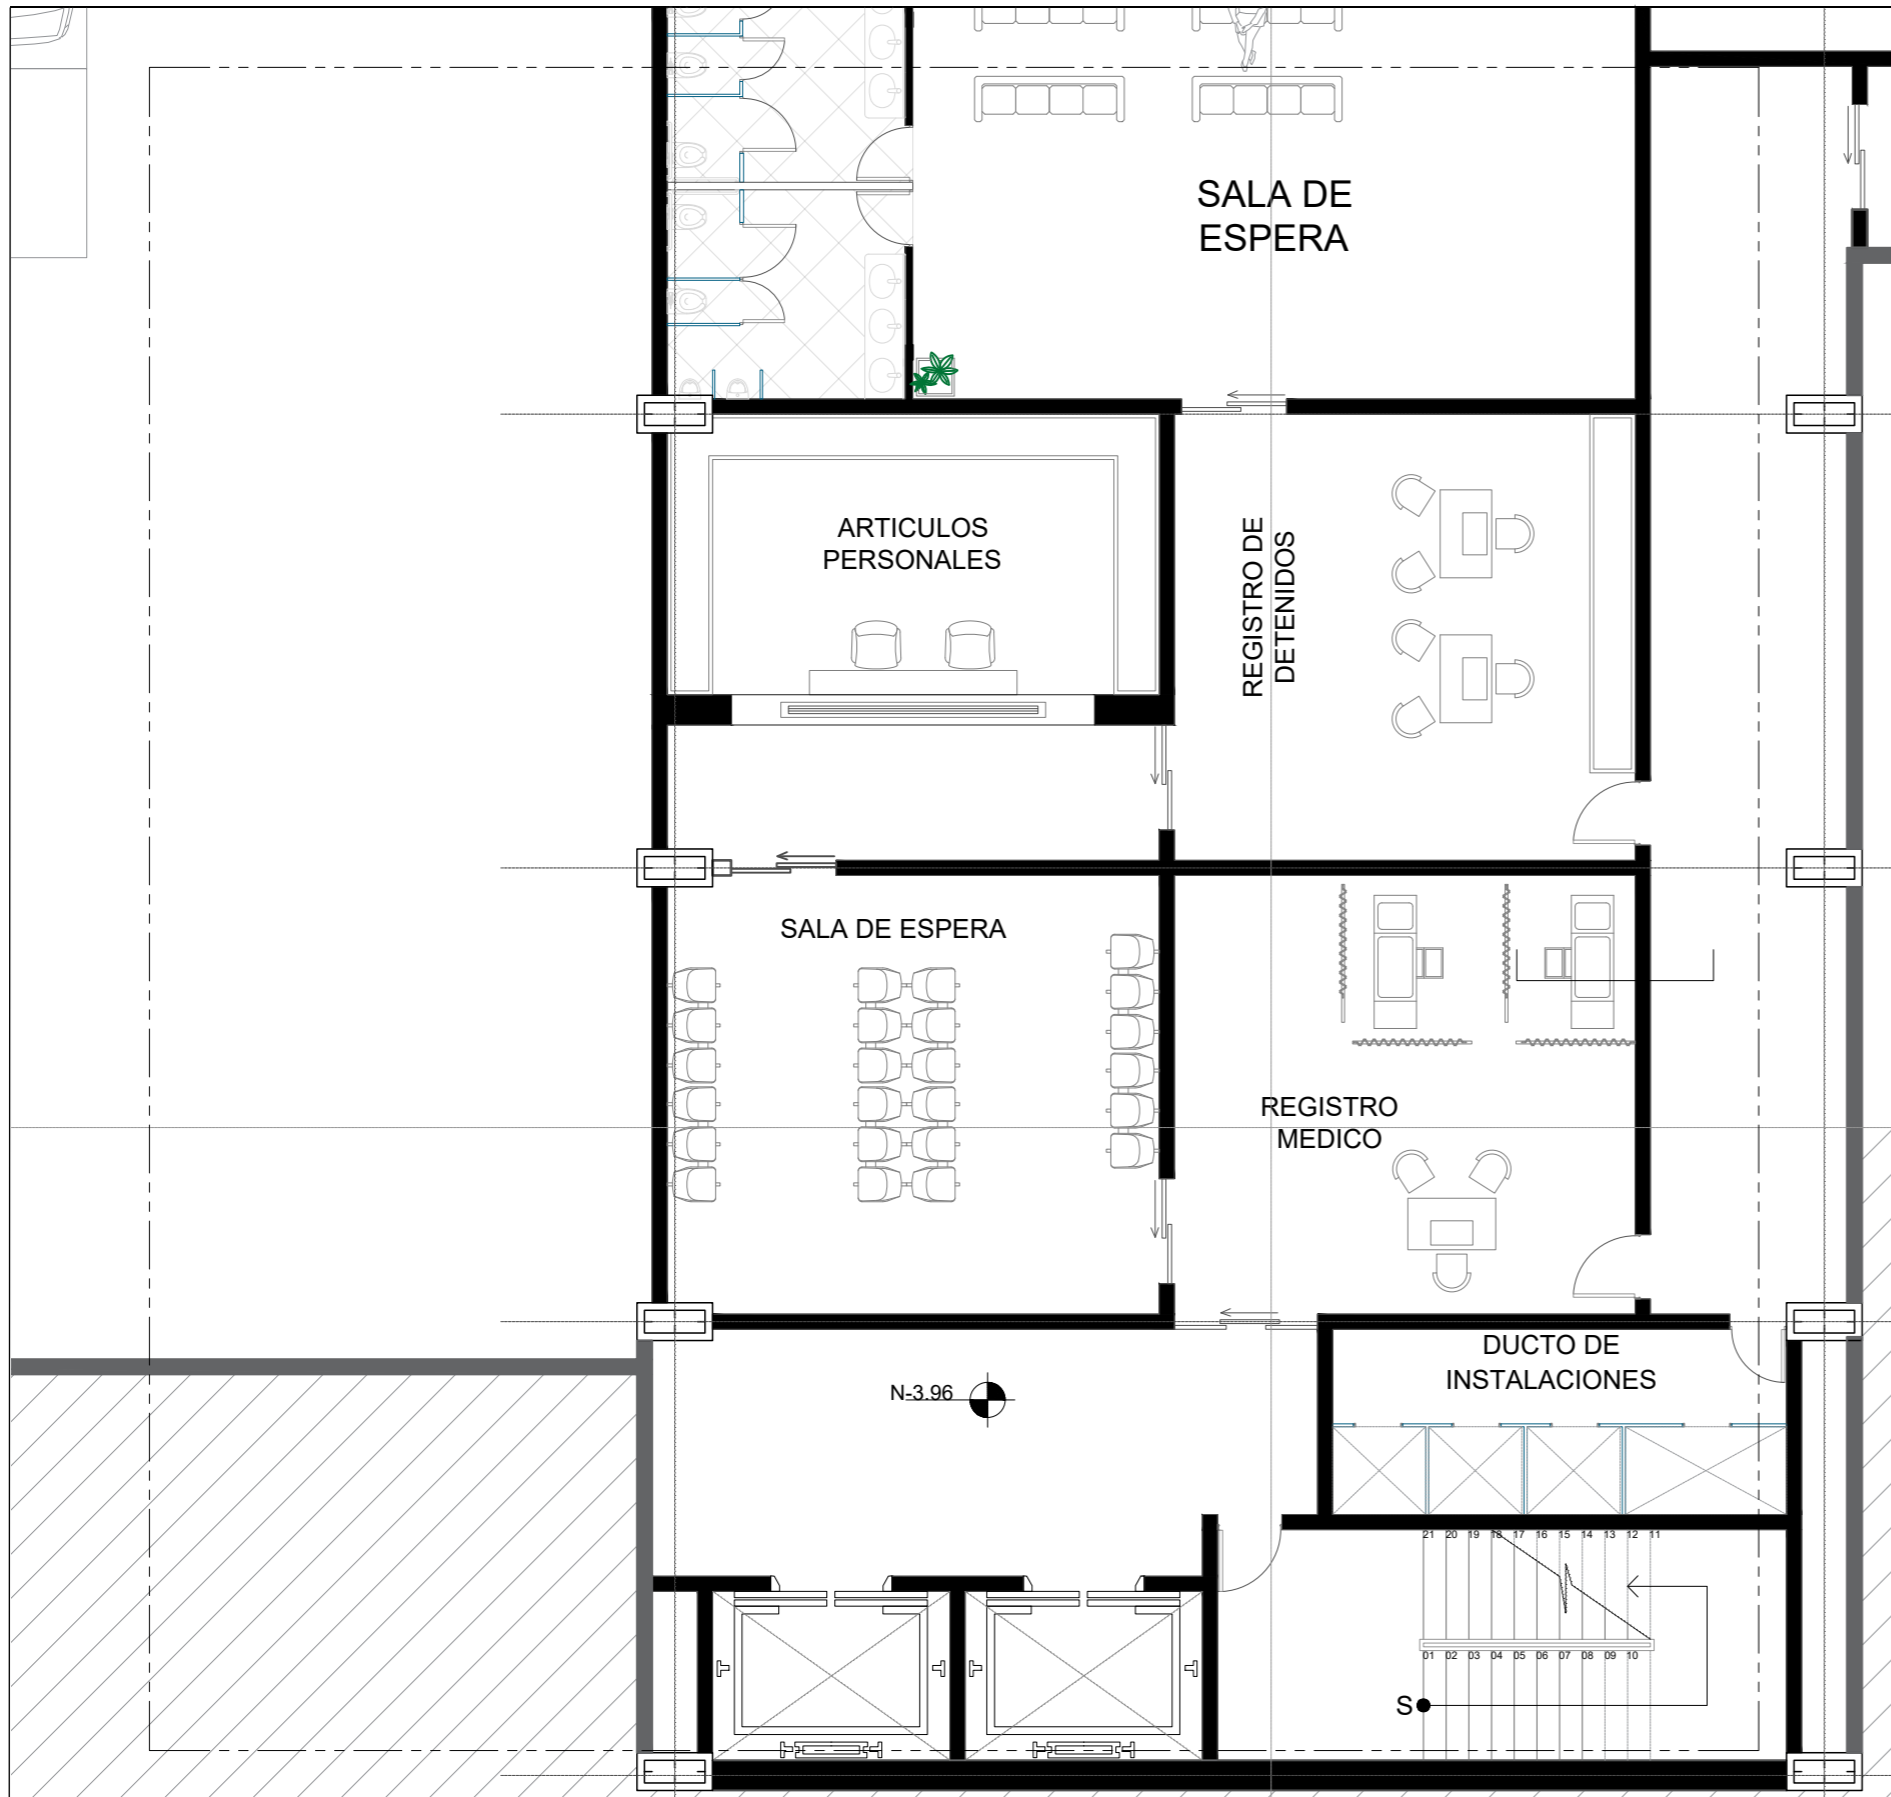 SALA DE
ESPERA
ARTICULOS
PERSONALES
REGISTRO DE
DETENIDOS
SALA DE ESPERA
REGISTRO
MEDICO
DUCTO DE
INSTALACIONES
N-3.96
21 20 19 18 17 16 15 14 13 12 11
01 02 03 04 05 06 07 08 09 10
S